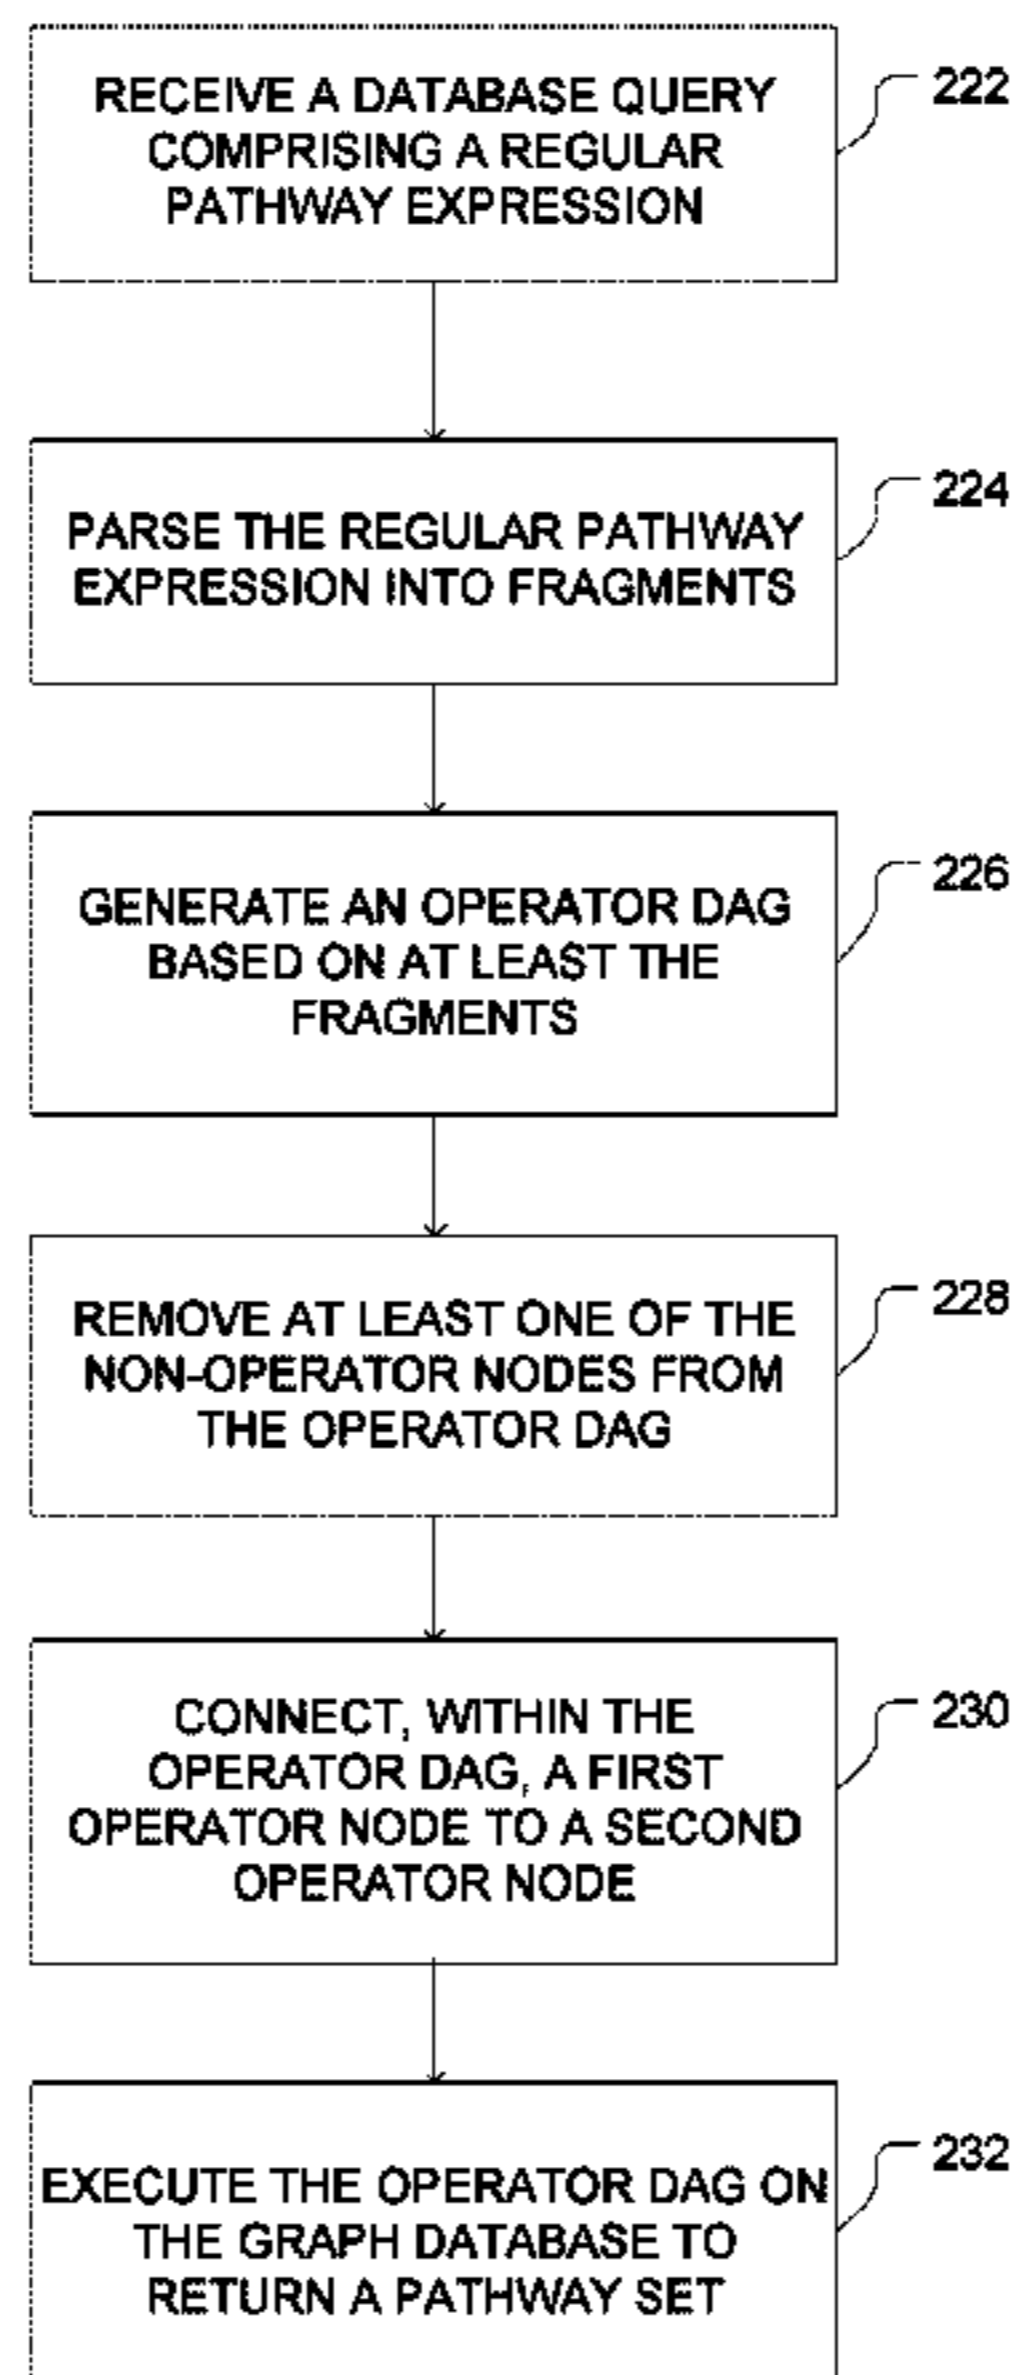 RECEIVE A DATABASE QUERY
COMPRISING A REGULAR
PATHWAY EXPRESSION
222
PARSE THE REGULAR PATHWAY
EXPRESSION INTO FRAGMENTS
224
GENERATE AN OPERATOR DAG
BASED ON AT LEAST THE
FRAGMENTS
226
REMOVE AT LEAST ONE OF THE
NON-OPERATOR NODES FROM
THE OPERATOR DAG
228
CONNECT, WITHIN THE
OPERATOR DAG, A FIRST
OPERATOR NODE TO A SECOND
OPERATOR NODE
230
EXECUTE THE OPERATOR DAG ON
THE GRAPH DATABASE TO
RETURN A PATHWAY SET
232